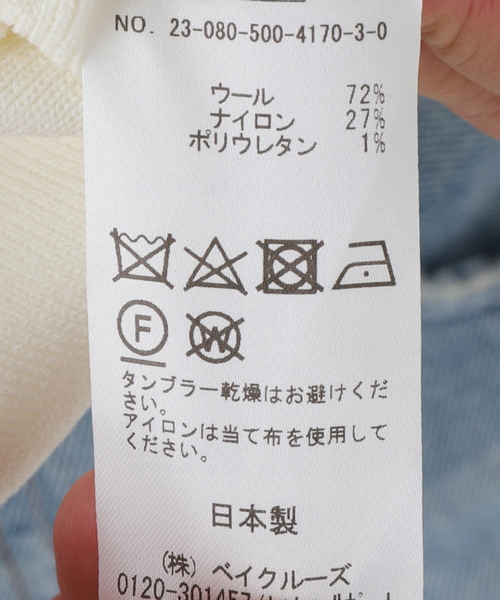 NO. 23-080-500-4170-3-0
ウール 72%
ナイロン 27%
ポリウレタン 1%
F
W
タンブラー乾燥はお避けくだ
さい。
アイロンは当て布を使用して
ください。
日本製
(株) ベイクルーズ
0120-301457